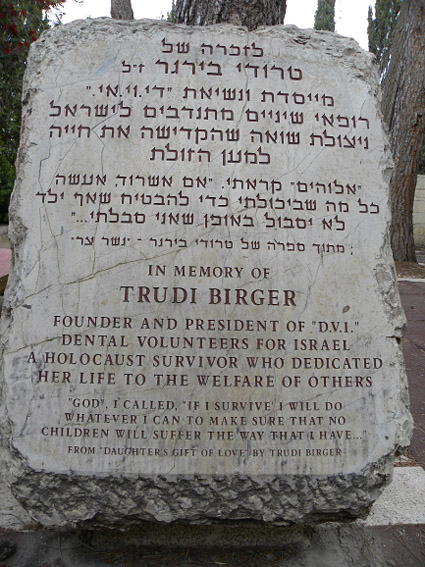 לזכרה של
טרודי בירגר ז״ל
מייסדת ונשיאת "די.וי.אי."
רופאי שיניים מתנדבים לישראל
ניצולת שואה שהקדישה את חייה
למען הזולת
"אלוהים" קראתי. "אם אשרוד, אעשה
כל מה שביכולתי כדי להבטיח שאף ילד
לא יסבול באופן שאני סבלתי..."
מתוך ספרה של טרודי בירגר - "גשר צר"
IN MEMORY OF
TRUDI BIRGER
FOUNDER AND PRESIDENT OF "D.V.I."
DENTAL VOLUNTEERS FOR ISRAEL
A HOLOCAUST SURVIVOR WHO DEDICATED
HER LIFE TO THE WELFARE OF OTHERS
"GOD", I CALLED, "IF I SURVIVE' I WILL DO
WHATEVER I CAN TO MAKE SURE THAT NO
CHILDREN WILL SUFFER THE WAY THAT I HAVE..."
FROM "DAUGHTER'S GIFT OF LOVE" BY TRUDI BIRGER